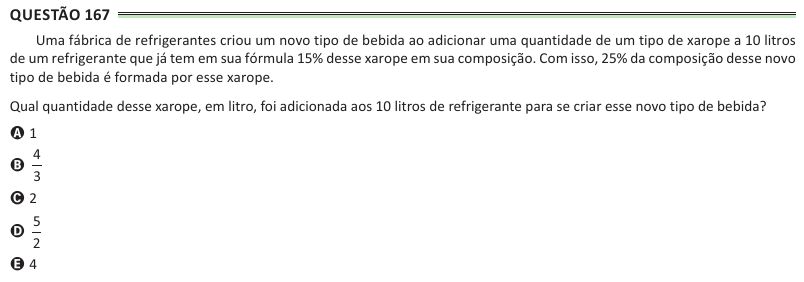 QUESTÃO 167
Uma fábrica de refrigerantes criou um novo tipo de bebida ao adicionar uma quantidade de um tipo de xarope a 10 litros
de um refrigerante que já tem em sua fórmula 15% desse xarope em sua composição. Com isso, 25% da composição desse novo
tipo de bebida é formada por esse xarope.
Qual quantidade desse xarope, em litro, foi adicionada aos 10 litros de refrigerante para se criar esse novo tipo de bebida?
A 1
B 4/3
C 2
D 5/2
E 4